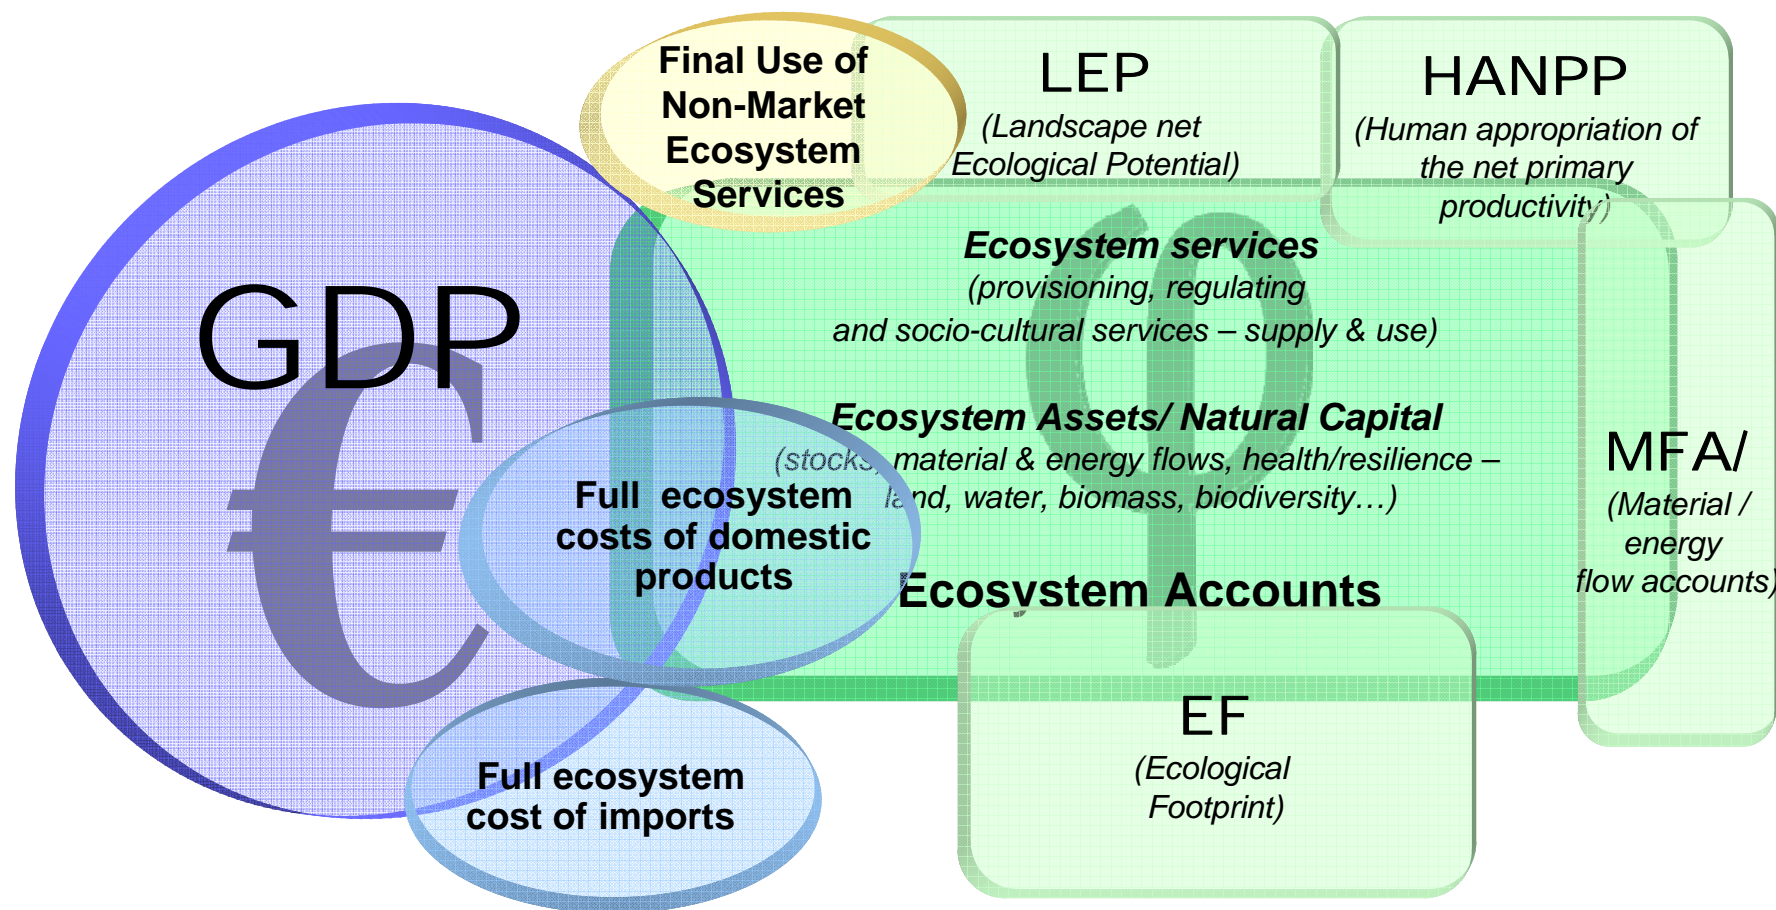 Final Use of
Non-Market
Ecosystem
Services
LEP
(Landscape net
Ecological Potential)
HANPP
(Human appropriation of
the net primary
productivity)
GDP
€
φ
Ecosystem services
(provisioning, regulating
and socio-cultural services – supply & use)
Ecosystem Assets/ Natural Capital
(stocks, material & energy flows, health/resilience –
land, water, biomass, biodiversity…)
Ecosystem Accounts
MFA/
(Material /
energy
flow accounts)
Full ecosystem
costs of domestic
products
EF
(Ecological
Footprint)
Full ecosystem
cost of imports